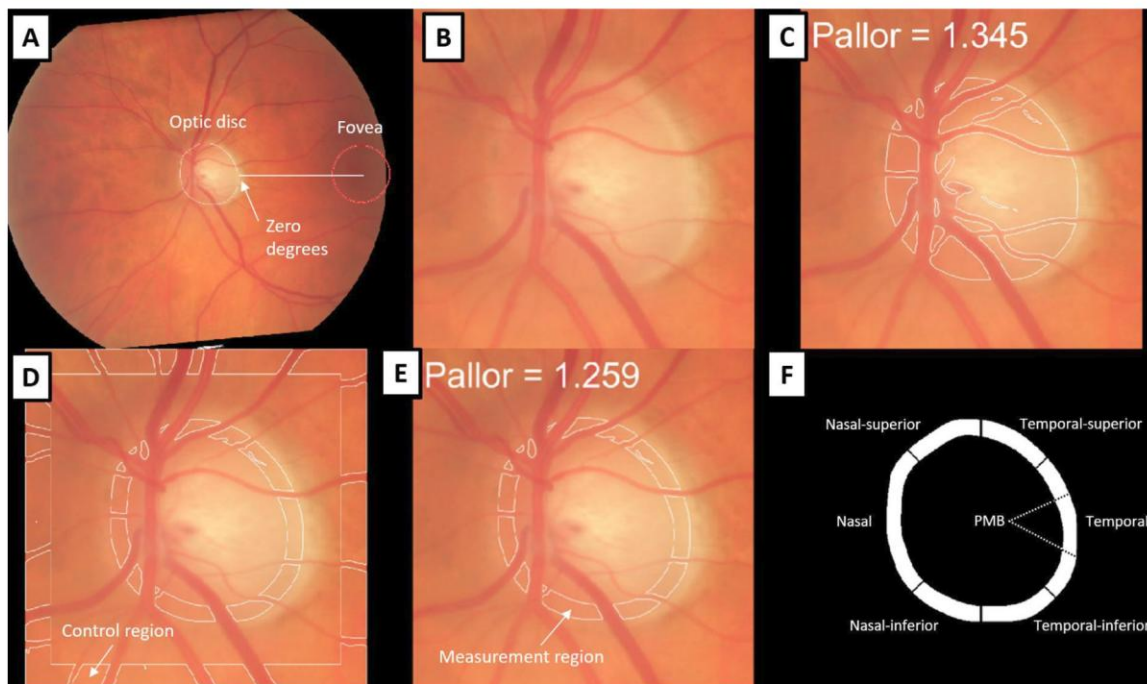 A
Optic disc
Fovea
Zero
degrees
B
C
Pallor = 1.345
D
Control region
E
Pallor = 1.259
Measurement region
F
Nasal-superior
Temporal-superior
Nasal
PMB
Temporal
Nasal-inferior
Temporal-inferior